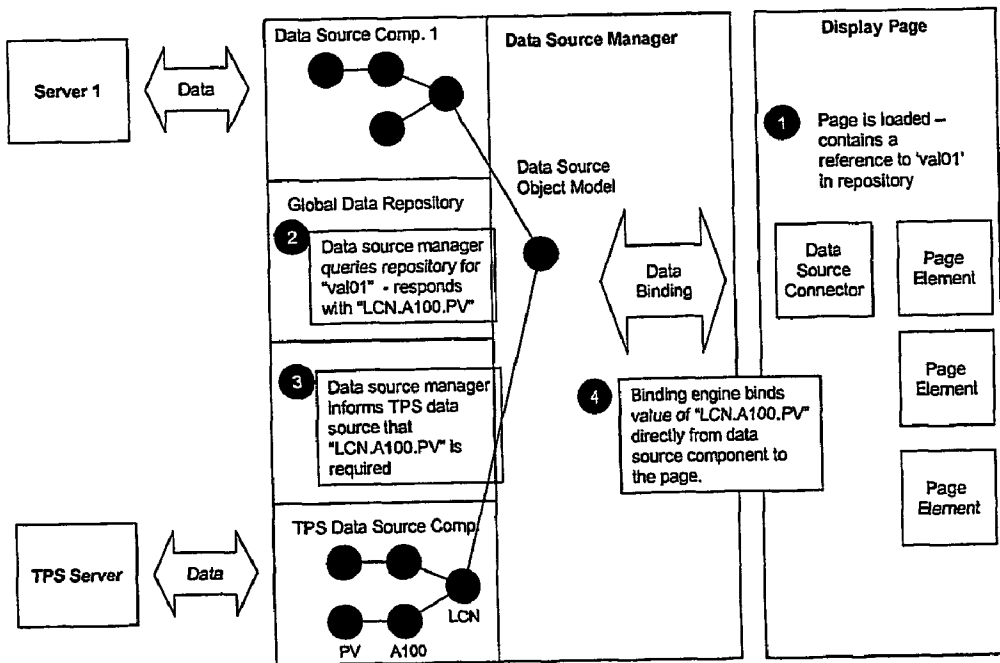 Server 1
Data
Data Source Comp. 1
Data Source Manager
Display Page
1
Page is loaded –
contains a
reference to 'val01'
in repository
Data Source
Object Model
Global Data Repository
2
Data source manager
queries repository for
"val01" - responds
with "LCN.A100.PV"
Data
Binding
Data
Source
Connector
Page
Element
Page
Element
Page
Element
3
Data source manager
informs TPS data
source that
"LCN.A100.PV" is
required
4
Binding engine binds
value of "LCN.A100.PV"
directly from data
source component to
the page.
TPS Server
Data
TPS Data Source Comp.
LCN
PV A100